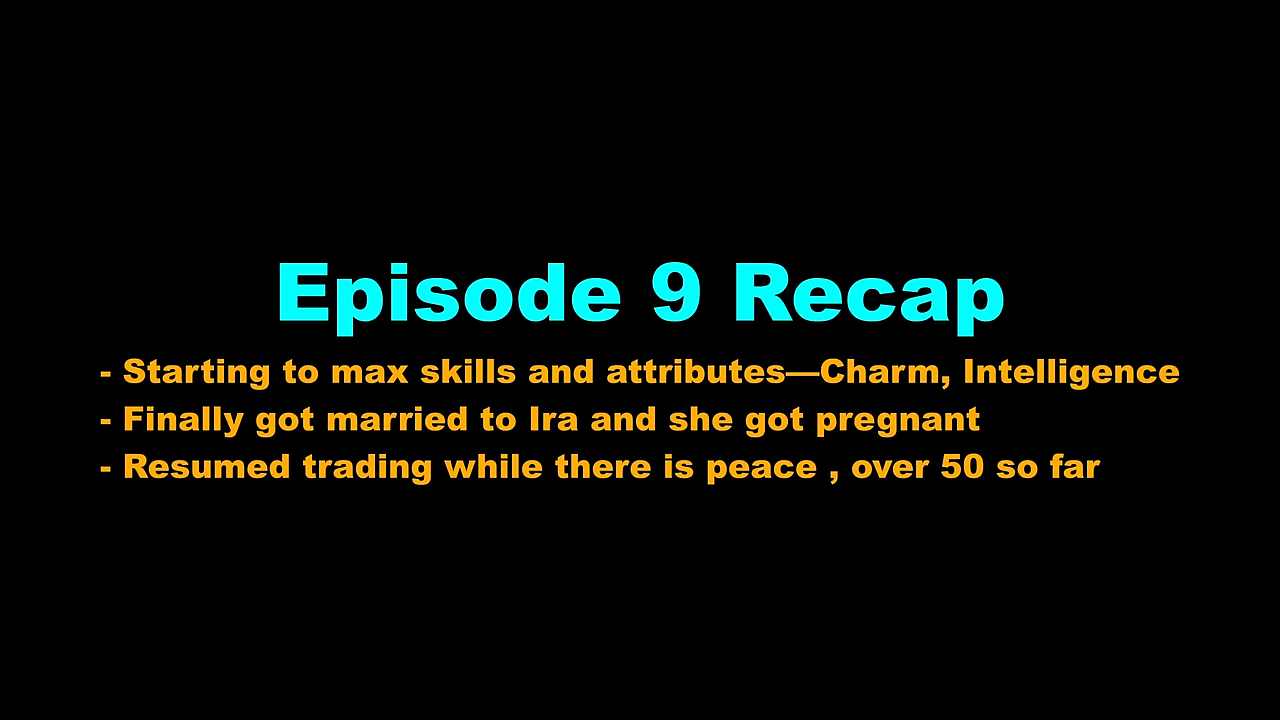 Episode 9 Recap
- Starting to max skills and attributes—Charm, Intelligence
- Finally got married to Ira and she got pregnant
- Resumed trading while there is peace , over 50 so far